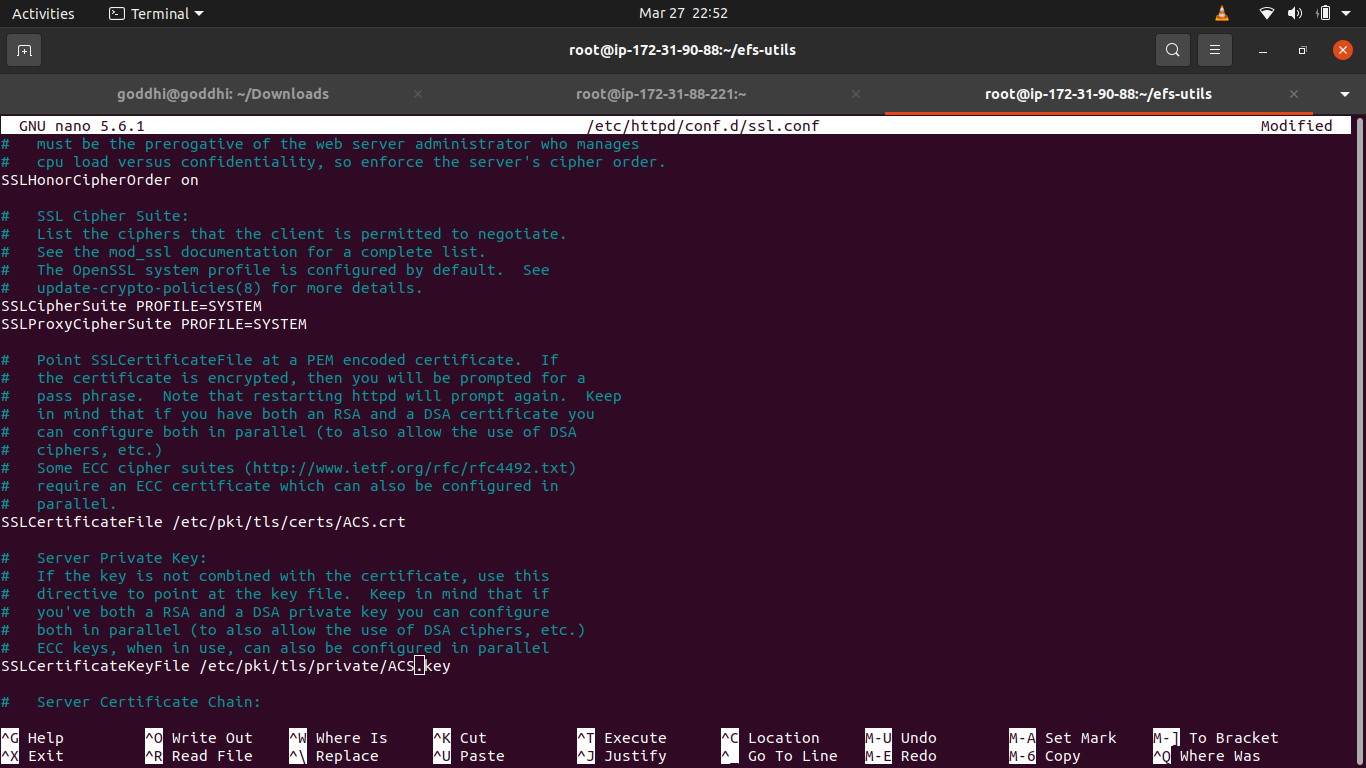 Activities Terminal Mar 27 22:52
root@ip-172-31-90-88:~/efs-utils
goddhi@goddhi: ~/Downloads root@ip-172-31-88-221:~ root@ip-172-31-90-88:~/efs-utils
GNU nano 5.6.1 /etc/httpd/conf.d/ssl.conf Modified
#   must be the prerogative of the web server administrator who manages
#   cpu load versus confidentiality, so enforce the server's cipher order.
SSLHonorCipherOrder on
#   SSL Cipher Suite:
#   List the ciphers that the client is permitted to negotiate.
#   See the mod_ssl documentation for a complete list.
#   The OpenSSL system profile is configured by default.  See
#   update-crypto-policies(8) for more details.
SSLCipherSuite PROFILE=SYSTEM
SSLProxyCipherSuite PROFILE=SYSTEM
#   Point SSLCertificateFile at a PEM encoded certificate.  If
#   the certificate is encrypted, then you will be prompted for a
#   pass phrase.  Note that restarting httpd will prompt again.  Keep
#   in mind that if you have both an RSA and a DSA certificate you
#   can configure both in parallel (to also allow the use of DSA
#   ciphers, etc.)
#   Some ECC cipher suites (http://www.ietf.org/rfc/rfc4492.txt)
#   require an ECC certificate which can also be configured in
#   parallel.
SSLCertificateFile /etc/pki/tls/certs/ACS.crt
#   Server Private Key:
#   If the key is not combined with the certificate, use this
#   directive to point at the key file.  Keep in mind that if
#   you've both a RSA and a DSA private key you can configure
#   both in parallel (to also allow the use of DSA ciphers, etc.)
#   ECC keys, when in use, can also be configured in parallel
SSLCertificateKeyFile /etc/pki/tls/private/ACS.key
#   Server Certificate Chain:
^G Help ^O Write Out ^W Where Is ^K Cut ^T Execute ^C Location M-U Undo M-A Set Mark M-] To Bracket
^X Exit ^R Read File ^\ Replace ^U Paste ^J Justify ^_ Go To Line M-E Redo M-6 Copy ^Q Where Was